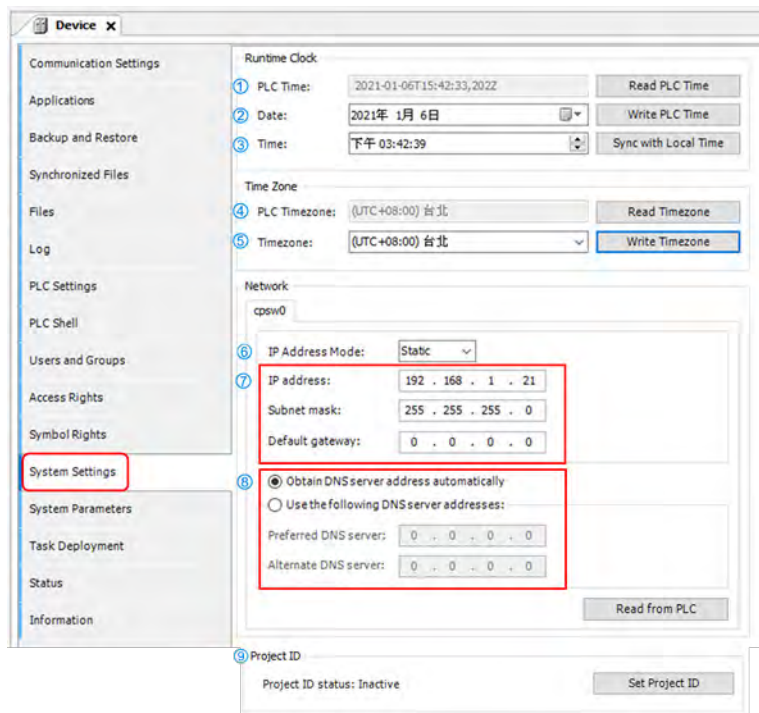 Device
Communication Settings
Applications
Backup and Restore
Synchronized Files
Files
Log
PLC Settings
PLC Shell
Users and Groups
Access Rights
Symbol Rights
System Settings
System Parameters
Task Deployment
Status
Information
Runtime Clock
① PLC Time: 2021-01-06T15:42:33,202Z Read PLC Time
② Date: 2021年 1月 6日 Write PLC Time
③ Time: 下午 03:42:39 Sync with Local Time
Time Zone
④ PLC Timezone: (UTC+08:00) 台北 Read Timezone
⑤ Timezone: (UTC+08:00) 台北 Write Timezone
Network
cpsw0
⑥ IP Address Mode: Static
⑦ IP address: 192 . 168 . 1 . 21
Subnet mask: 255 . 255 . 255 . 0
Default gateway: 0 . 0 . 0 . 0
⑧ Obtain DNS server address automatically
Use the following DNS server addresses:
Preferred DNS server: 0 . 0 . 0 . 0
Alternate DNS server: 0 . 0 . 0 . 0
Read from PLC
⑨ Project ID
Project ID status: Inactive Set Project ID